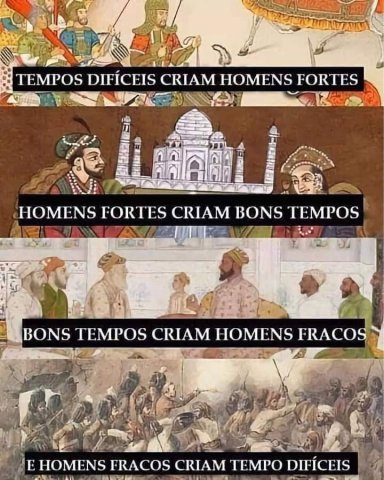 TEMPOS DIFÍCEIS CRIAM HOMENS FORTES
HOMENS FORTES CRIAM BONS TEMPOS
BONS TEMPOS CRIAM HOMENS FRACOS
E HOMENS FRACOS CRIAM TEMPO DIFÍCEIS